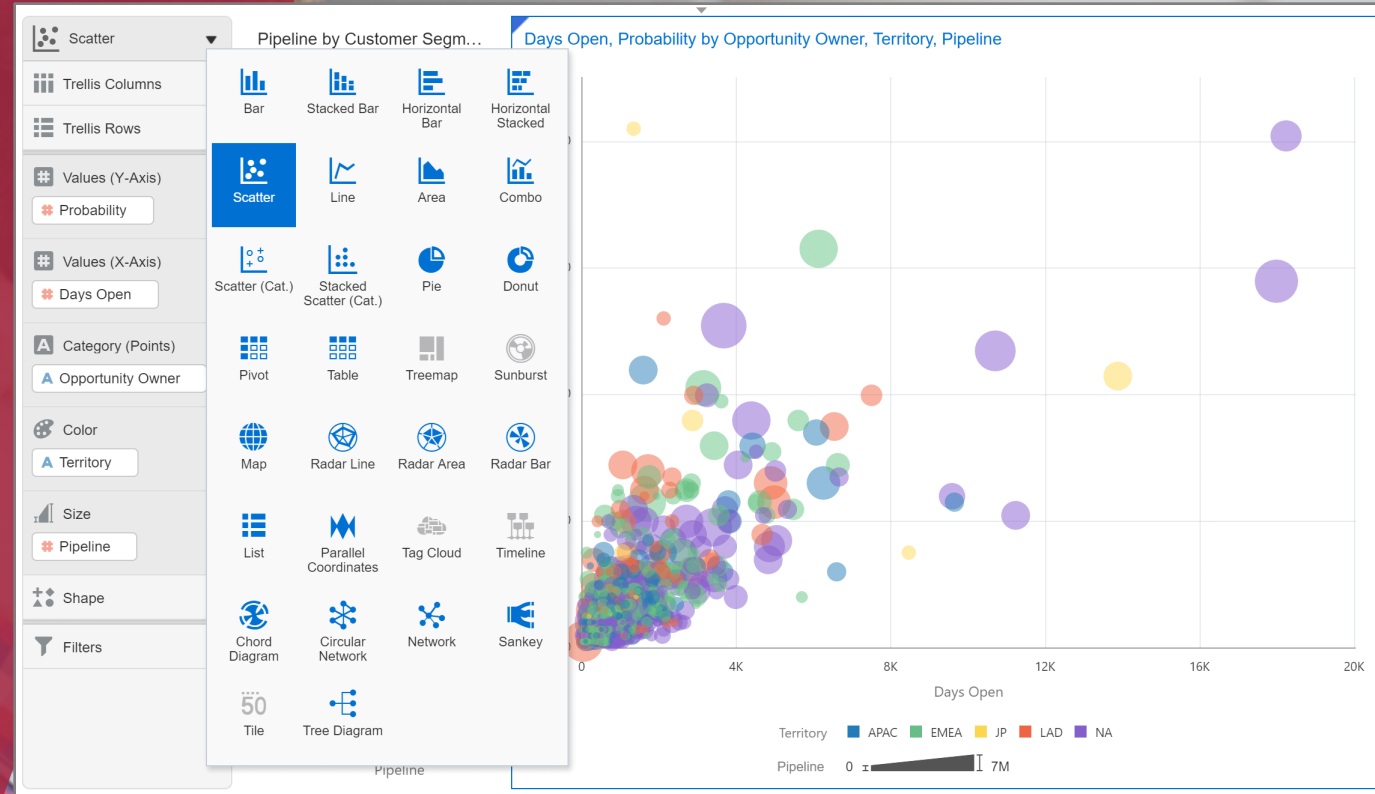 Scatter
Trellis Columns
Trellis Rows
Values (Y-Axis)
Probability
Values (X-Axis)
Days Open
Category (Points)
A Opportunity Owner
Color
A Territory
Size
Pipeline
Shape
Filters
Pipeline by Customer Segm...
Bar
Stacked Bar
Horizontal
Bar
Horizontal
Stacked
Scatter
Line
Area
Combo
Scatter (Cat.)
Stacked
Scatter (Cat.)
Pie
Donut
Pivot
Table
Treemap
Sunburst
Map
Radar Line
Radar Area
Radar Bar
List
Parallel
Coordinates
Tag Cloud
Timeline
Chord
Diagram
Circular
Network
Network
Sankey
50
Tile
Tree Diagram
Pipeline
Days Open, Probability by Opportunity Owner, Territory, Pipeline
0 4K 8K 12K 16K 20K
Days Open
Territory APAC EMEA JP LAD NA
Pipeline 0 7M